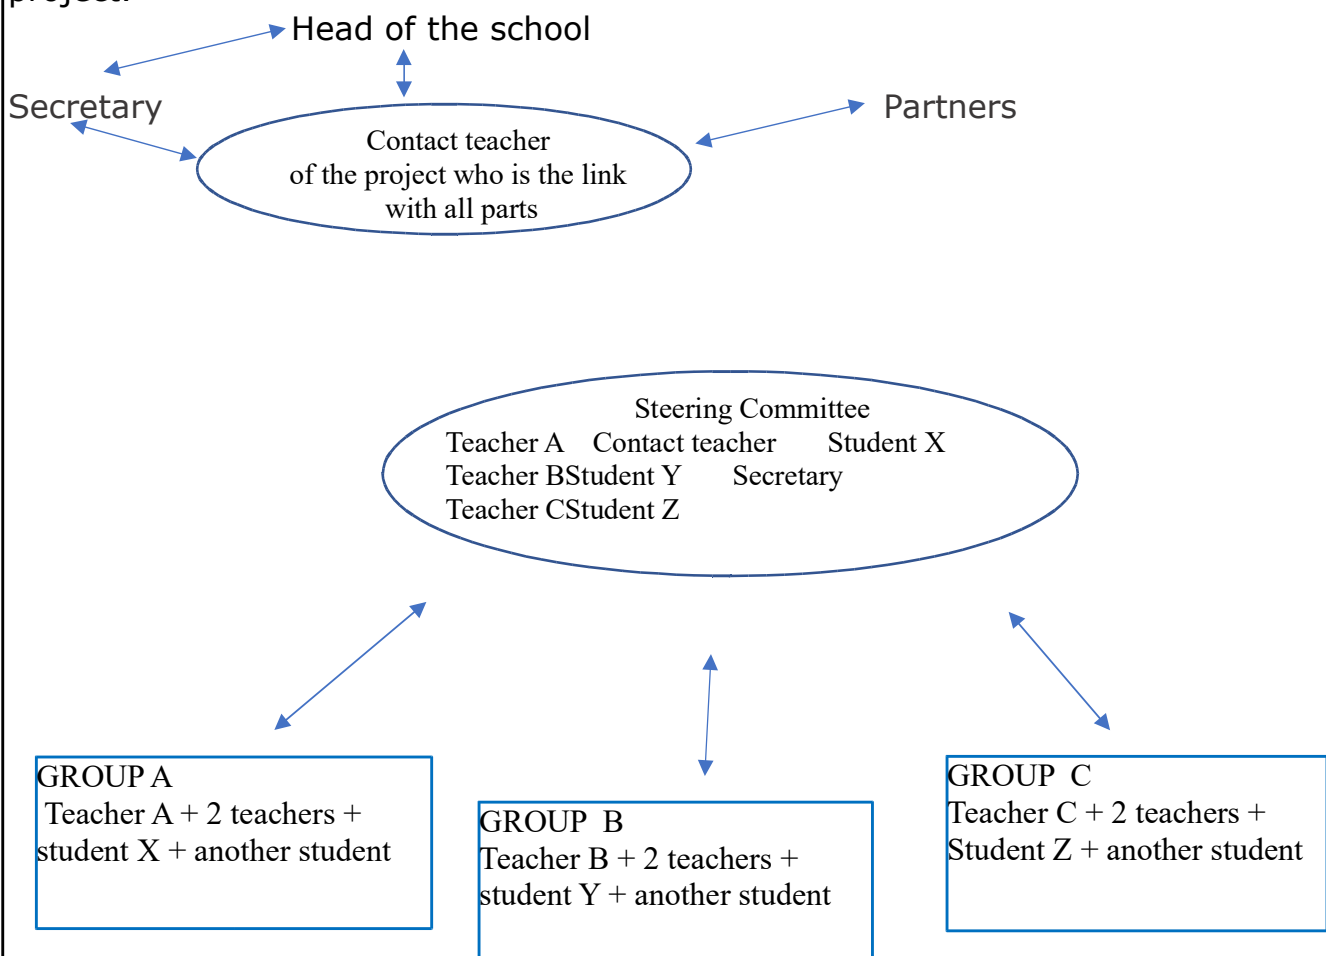 project.
Head of the school
Secretary
Partners
Contact teacher
of the project who is the link
with all parts
Steering Committee
Teacher A Contact teacher Student X
Teacher BStudent Y Secretary
Teacher CStudent Z
GROUP A
Teacher A + 2 teachers +
student X + another student
GROUP B
Teacher B + 2 teachers +
student Y + another student
GROUP C
Teacher C + 2 teachers +
Student Z + another student